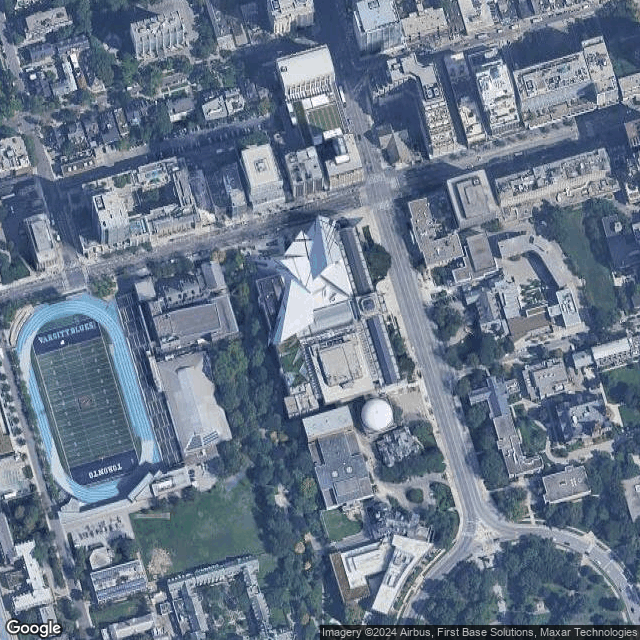 VARSITY BLUES
TORONTO
Google
Imagery ©2024 Airbus, First Base Solutions, Maxar Technologies